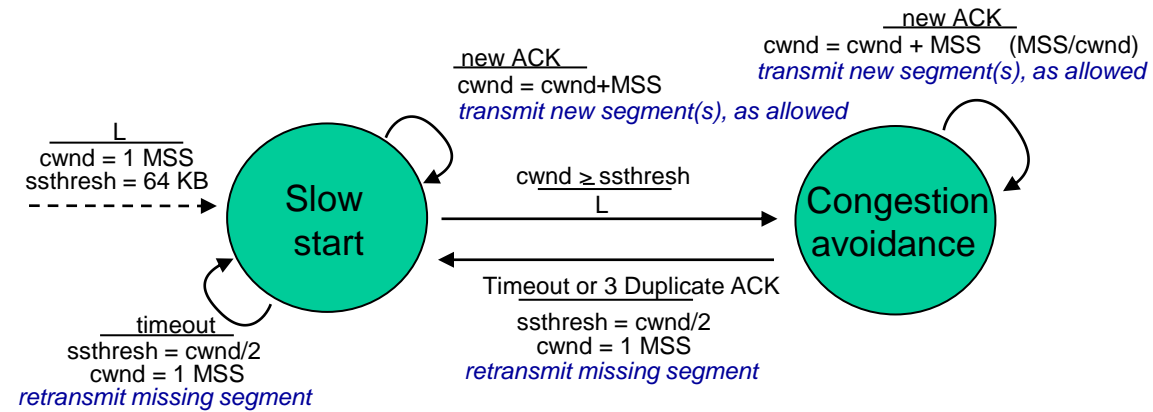 new ACK
cwnd = cwnd + MSS (MSS/cwnd)
transmit new segment(s), as allowed
new ACK
cwnd = cwnd+MSS
transmit new segment(s), as allowed
L
cwnd = 1 MSS
ssthresh = 64 KB
Slow
start
cwnd ≥ ssthresh
L
Congestion
avoidance
Timeout or 3 Duplicate ACK
ssthresh = cwnd/2
cwnd = 1 MSS
retransmit missing segment
timeout
ssthresh = cwnd/2
cwnd = 1 MSS
retransmit missing segment